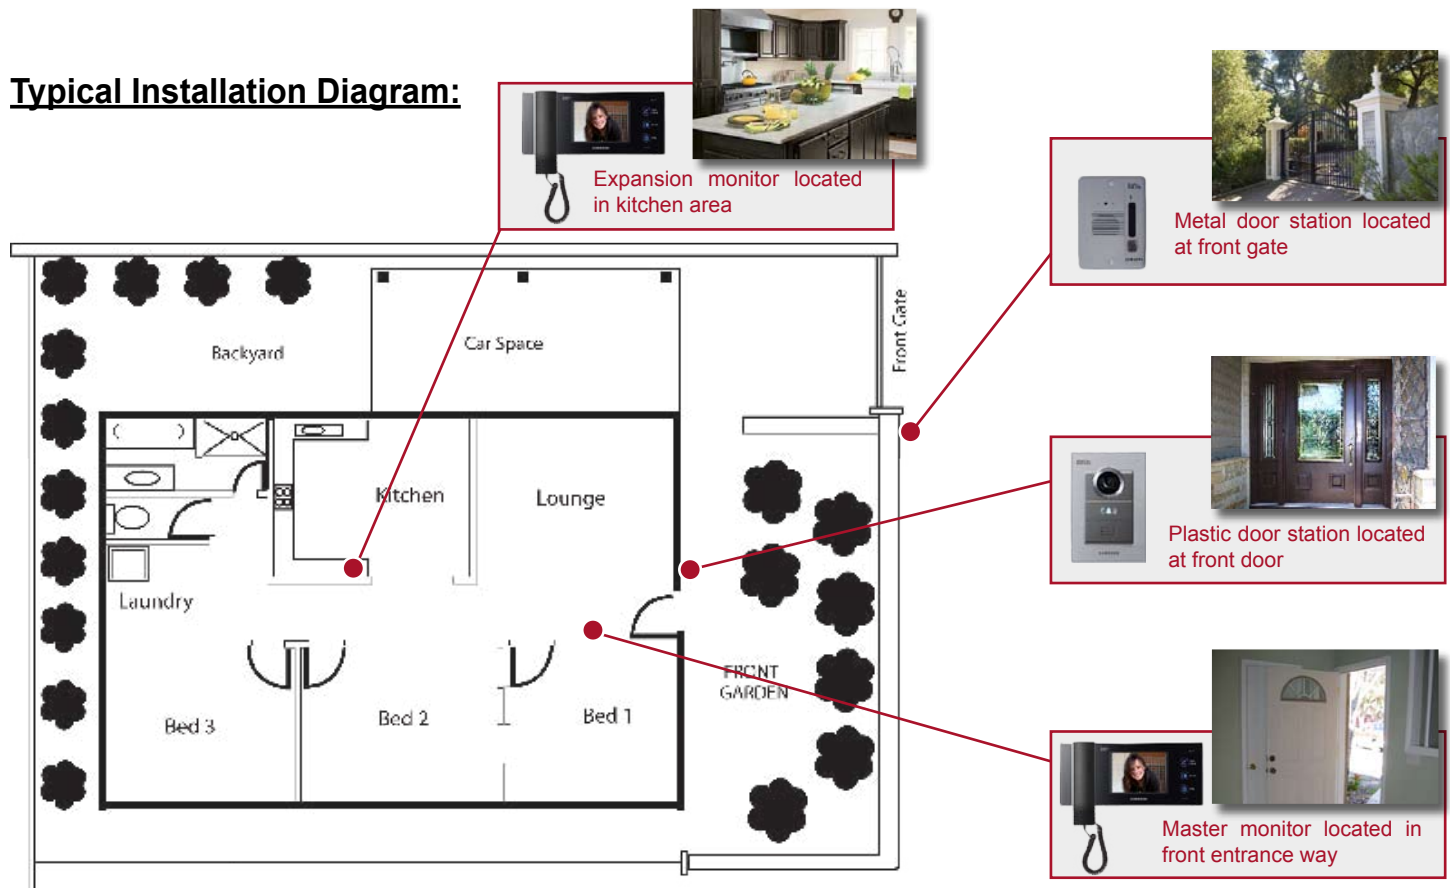 Typical Installation Diagram:
Expansion monitor located
in kitchen area
Metal door station located
at front gate
Backyard
Car Space
Front Gate
Kitchen
Lounge
Plastic door station located
at front door
Laundry
FRONT
GARDEN
Bed 3
Bed 2
Bed 1
Master monitor located in
front entrance way